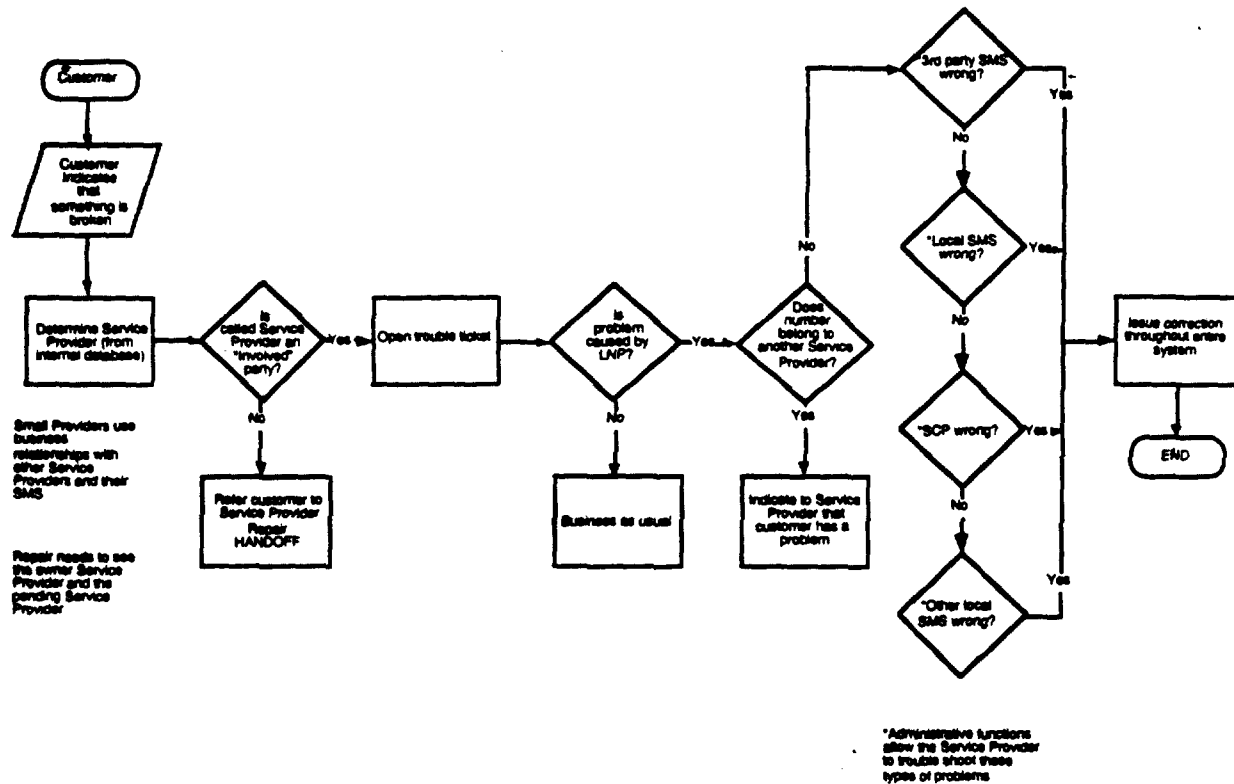 Customer
Customer
Indicates
that
something is
broken
Determine Service
Provider (from
internal database)
Small Providers use
business
relationships with
other Service
Providers and their
SMS
Repair needs to see
the owner Service
Provider and the
pending Service
Provider
Is
called Service
Provider an
"involved"
party?
Yes
No
Refer customer to
Service Provider
Repair
HANDOFF
Open trouble ticket
Is
problem
caused by
LNP?
Yes
No
Business as usual
Does
number
belong to
another Service
Provider?
No
Yes
Indicate to Service
Provider that
customer has a
problem
*3rd party SMS
wrong?
Yes
No
*Local SMS
wrong?
Yes
No
*SCP wrong?
Yes
No
*Other local
SMS wrong?
Yes
Issue correction
throughout entire
system
END
*Administrative functions
allow the Service Provider
to trouble shoot these
types of problems